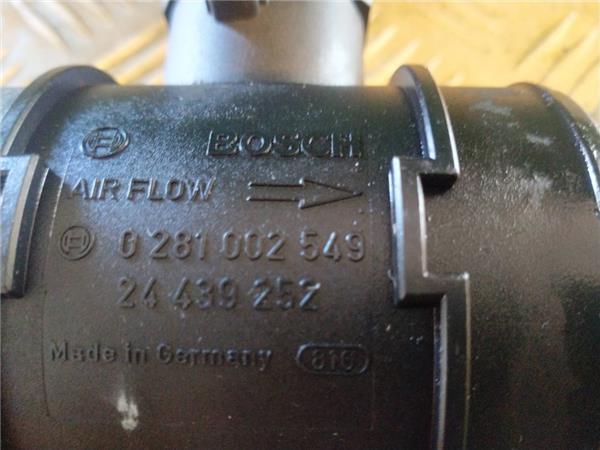 BOSCH
AIR FLOW
0 281 002 549
24 439 252
Made in Germany 816